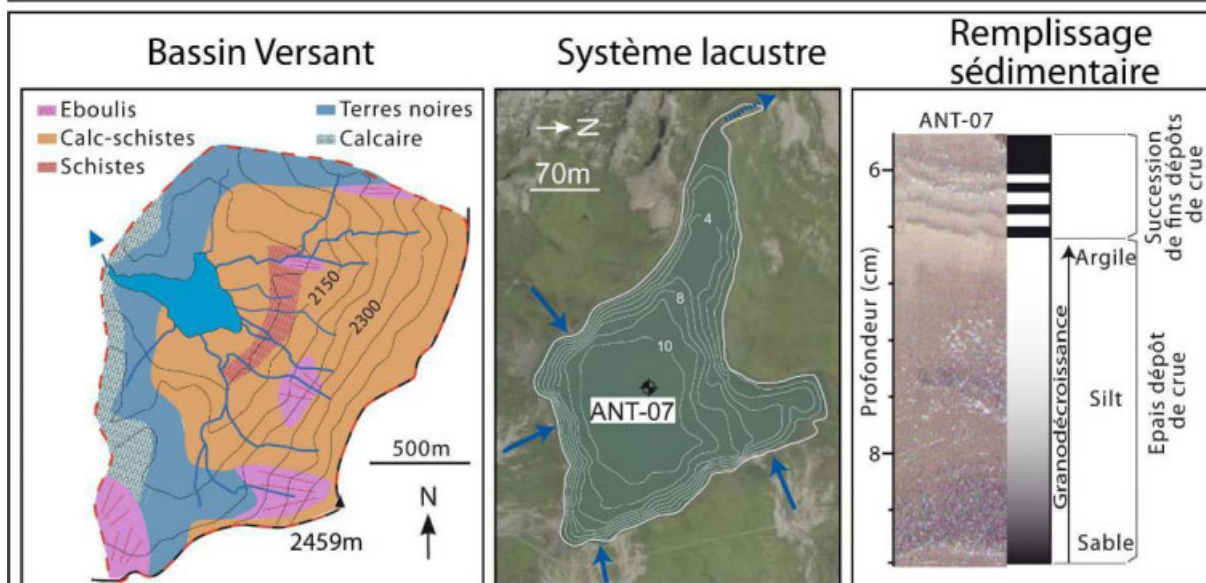 Bassin Versant
Système lacustre
Remplissage
sédimentaire
Eboulis
Terres noires
Calc-schistes
Calcaire
Schistes
2150
2300
500m
N
2459m
N
70m
4
8
10
ANT-07
ANT-07
Profondeur (cm)
6
8
Granodécroissance
Argile
Silt
Sable
Succession
de fins dépôts
de crue
Epais dépôt
de crue